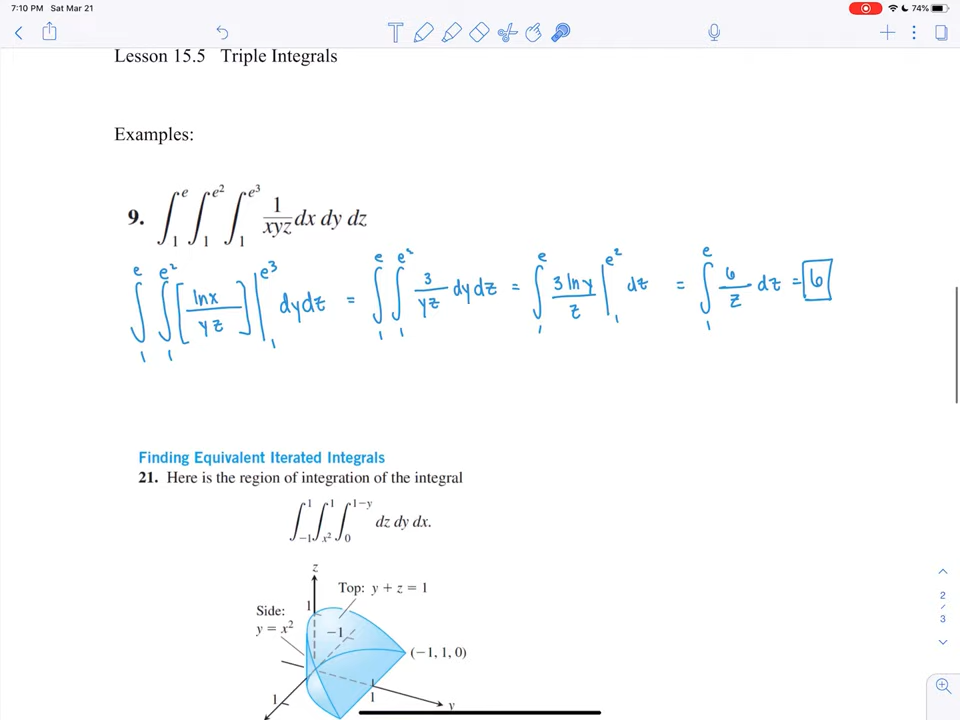 7:10 PM Sat Mar 21 74%
Lesson 15.5 Triple Integrals
Examples:
9. ∫₁^e ∫₁^e² ∫₁^e³ 1/xyz dx dy dz
∫₁^e ∫₁^e² [ln x / yz] |₁^e³ dy dz = ∫₁^e ∫₁^e² 3/yz dy dz = ∫₁^e 3 ln y / z |₁^e² dz = ∫₁^e 6/z dz = 6
Finding Equivalent Iterated Integrals
21. Here is the region of integration of the integral
∫₋₁^1 ∫ₓ²^1 ∫₀^1−y dz dy dx.
z
Top: y + z = 1
1
Side:
y = x²
−1
(−1, 1, 0)
1
1
y
2
/
3